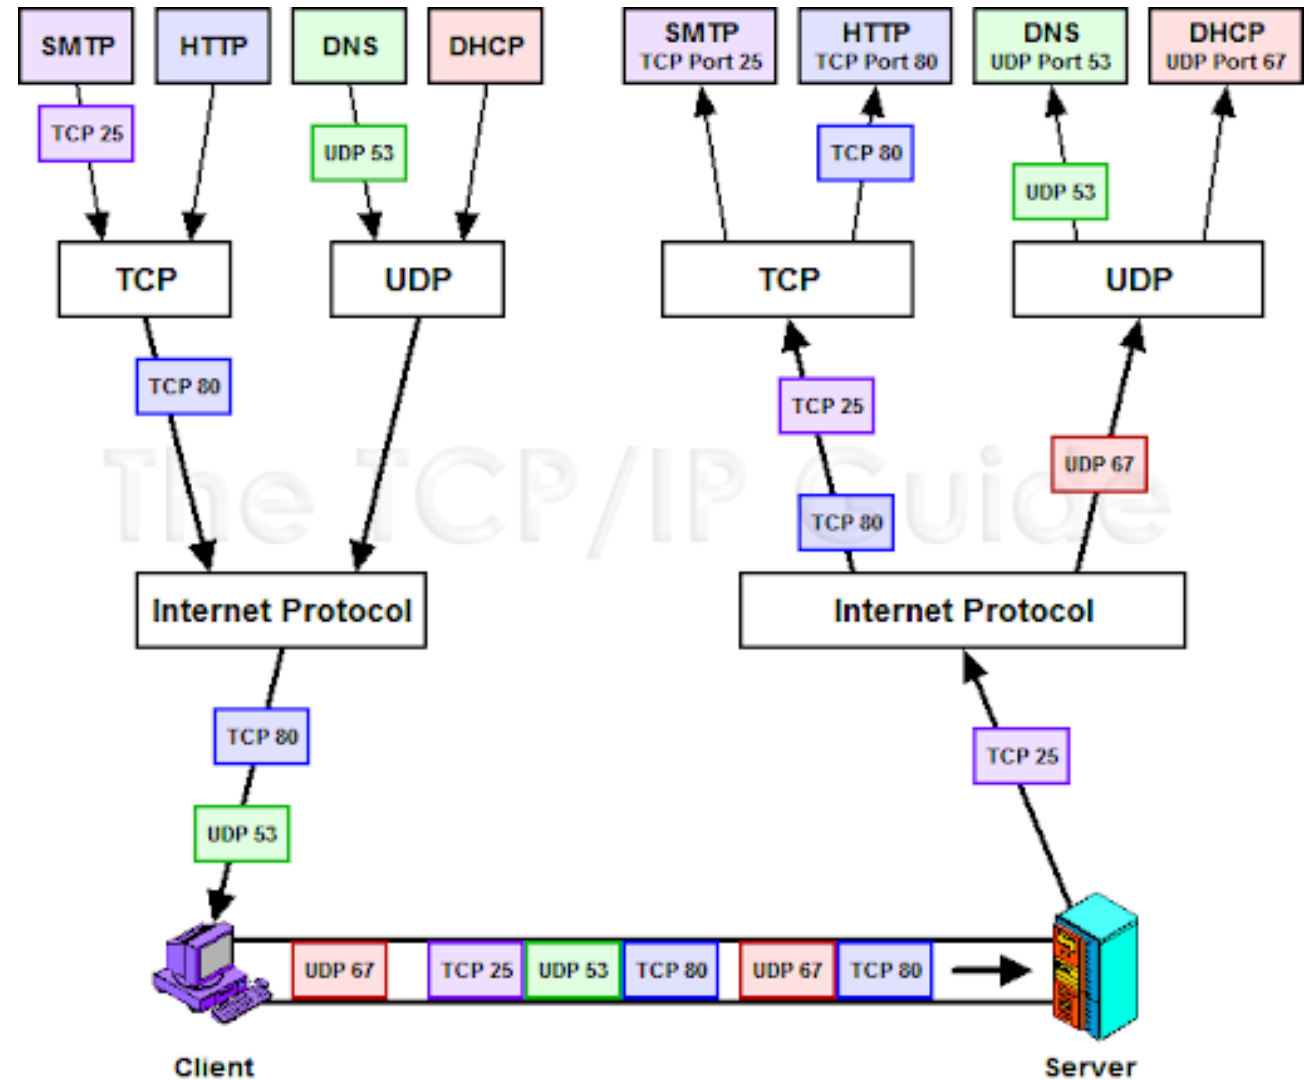 SMTP
HTTP
DNS
DHCP
SMTP
TCP Port 25
HTTP
TCP Port 80
DNS
UDP Port 53
DHCP
UDP Port 67
TCP 25
UDP 53
TCP 80
UDP 53
TCP
UDP
TCP
UDP
TCP 80
TCP 25
UDP 67
TCP 80
The TCP/IP Guide
Internet Protocol
Internet Protocol
TCP 80
TCP 25
UDP 53
UDP 67
TCP 25
UDP 53
TCP 80
UDP 67
TCP 80
Client
Server